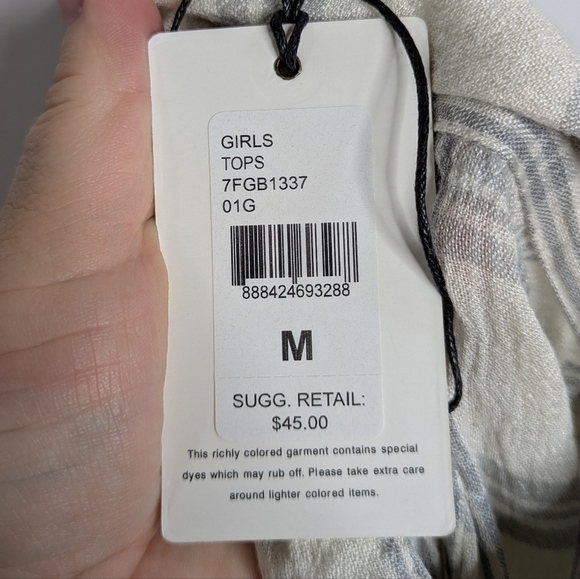 GIRLS
TOPS
7FGB1337
01G
888424693288
M
SUGG. RETAIL:
$45.00
This richly colored garment contains special
dyes which may rub off. Please take extra care
around lighter colored items.